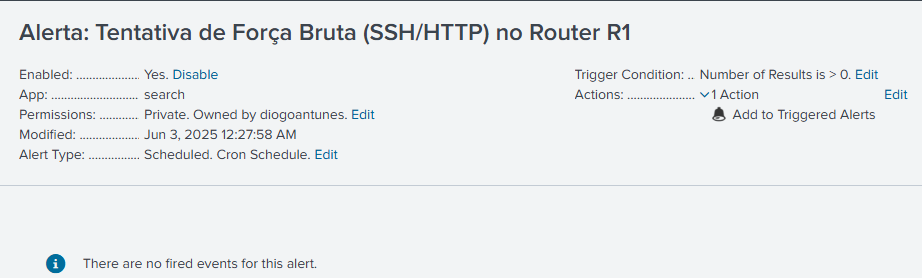 Alerta: Tentativa de Força Bruta (SSH/HTTP) no Router R1
Enabled: .................... Yes. Disable
App: ............................ search
Permissions: .............. Private. Owned by diogoantunes. Edit
Modified: .................... Jun 3, 2025 12:27:58 AM
Alert Type: ................ Scheduled. Cron Schedule. Edit
Trigger Condition: .. Number of Results is > 0. Edit
Actions: ..................... 1 Action Edit
Add to Triggered Alerts
There are no fired events for this alert.